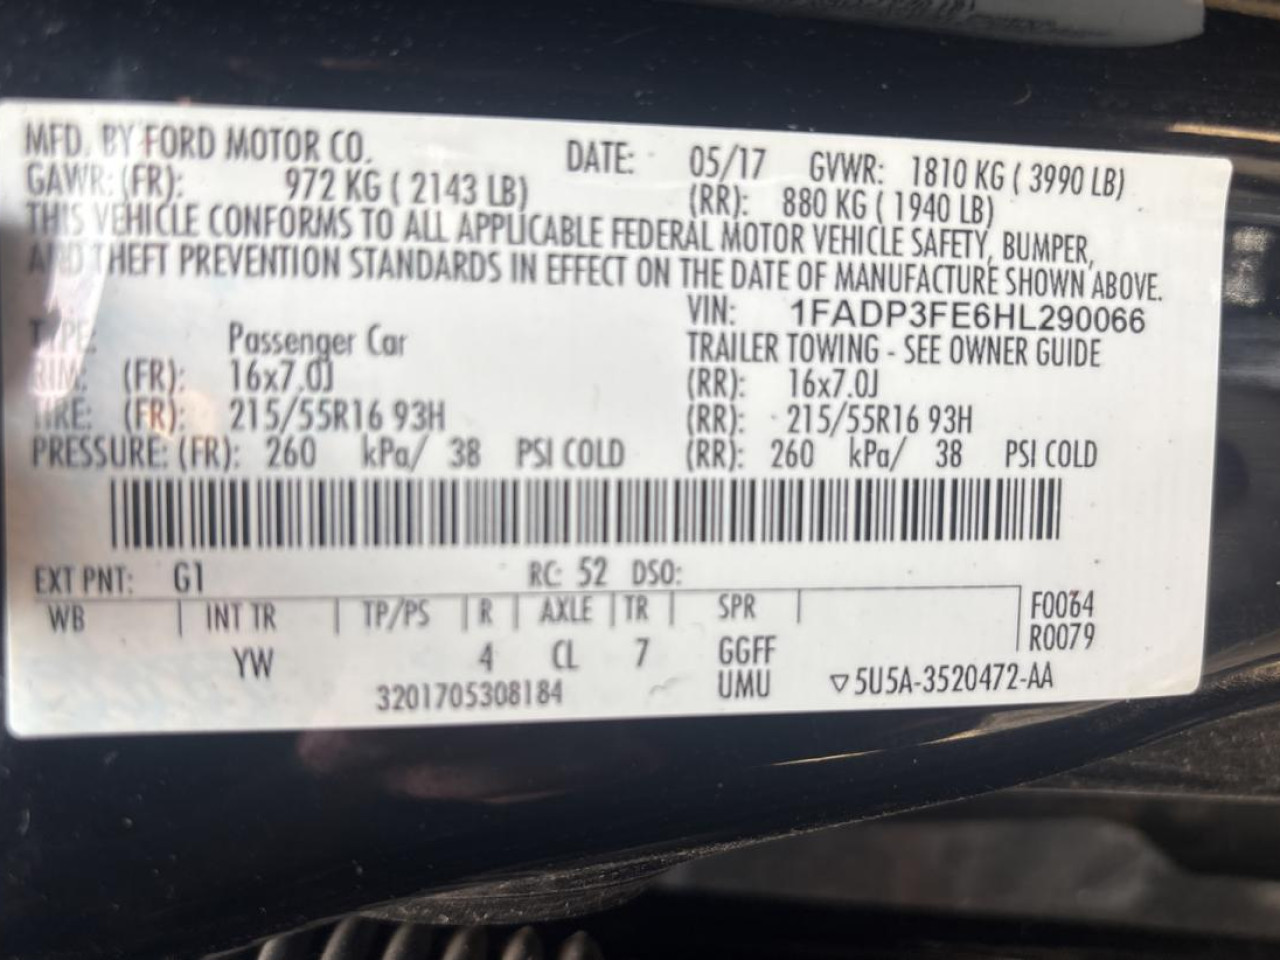 MFD. BY FORD MOTOR CO. DATE: 05/17 GVWR: 1810 KG ( 3990 LB)
GAWR: (FR): 972 KG ( 2143 LB) (RR): 880 KG ( 1940 LB)
THIS VEHICLE CONFORMS TO ALL APPLICABLE FEDERAL MOTOR VEHICLE SAFETY, BUMPER,
AND THEFT PREVENTION STANDARDS IN EFFECT ON THE DATE OF MANUFACTURE SHOWN ABOVE.
VIN: 1FADP3FE6HL290066
TYPE: Passenger Car TRAILER TOWING - SEE OWNER GUIDE
RIM: (FR): 16x7.0J (RR): 16x7.0J
TIRE: (FR): 215/55R16 93H (RR): 215/55R16 93H
PRESSURE: (FR): 260 kPa/ 38 PSI COLD (RR): 260 kPa/ 38 PSI COLD
EXT PNT: G1 RC: 52 DSO:
WB | INT TR | TP/PS | R | AXLE | TR | SPR | F0064
R0079
YW 4 CL 7 GGFF
3201705308184 UMU ▽5U5A-3520472-AA